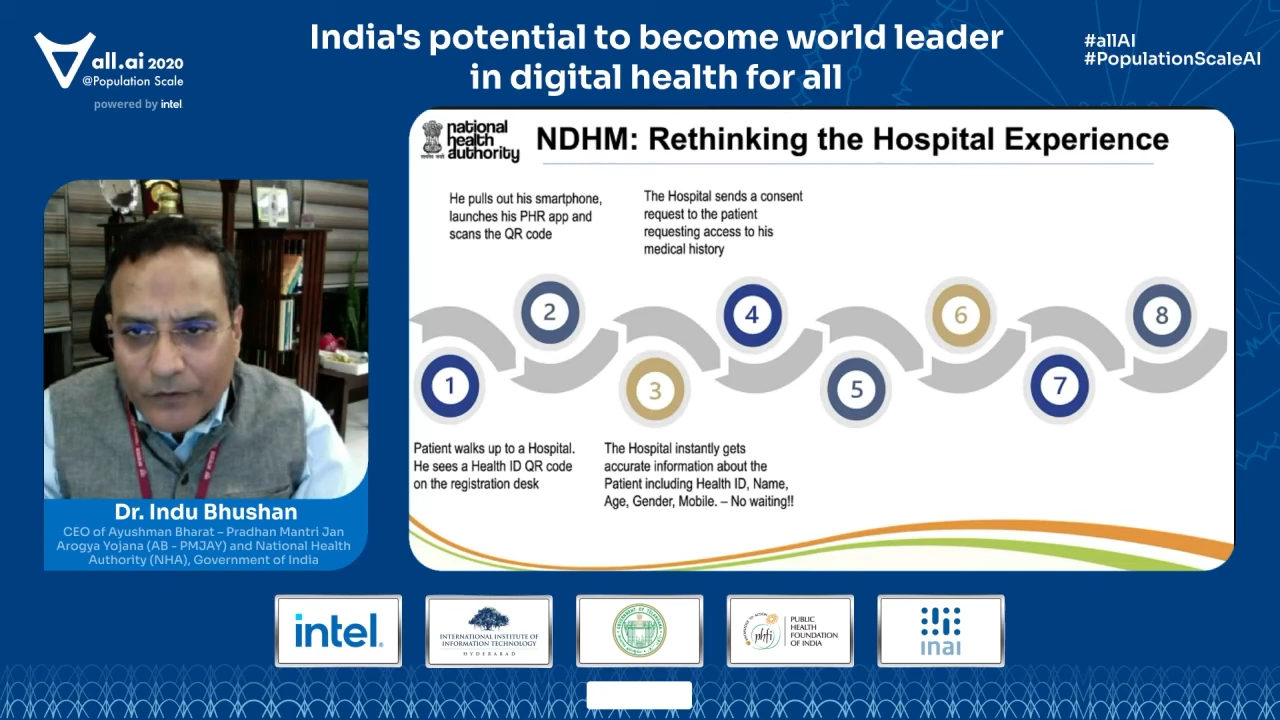 India's potential to become world leader
in digital health for all
all.ai 2020
@Population Scale
powered by intel
#allAI
#PopulationScaleAI
national
health
authority
NDHM: Rethinking the Hospital Experience
He pulls out his smartphone,
launches his PHR app and
scans the QR code
The Hospital sends a consent
request to the patient
requesting access to his
medical history
1
2
3
4
5
6
7
8
Patient walks up to a Hospital.
He sees a Health ID QR code
on the registration desk
The Hospital instantly gets
accurate information about the
Patient including Health ID, Name,
Age, Gender, Mobile. – No waiting!!
Dr. Indu Bhushan
CEO of Ayushman Bharat – Pradhan Mantri Jan
Arogya Yojana (AB - PMJAY) and National Health
Authority (NHA), Government of India
intel.
INTERNATIONAL INSTITUTE OF
INFORMATION TECHNOLOGY
HYDERABAD
phfi
PUBLIC
HEALTH
FOUNDATION
OF INDIA
inai